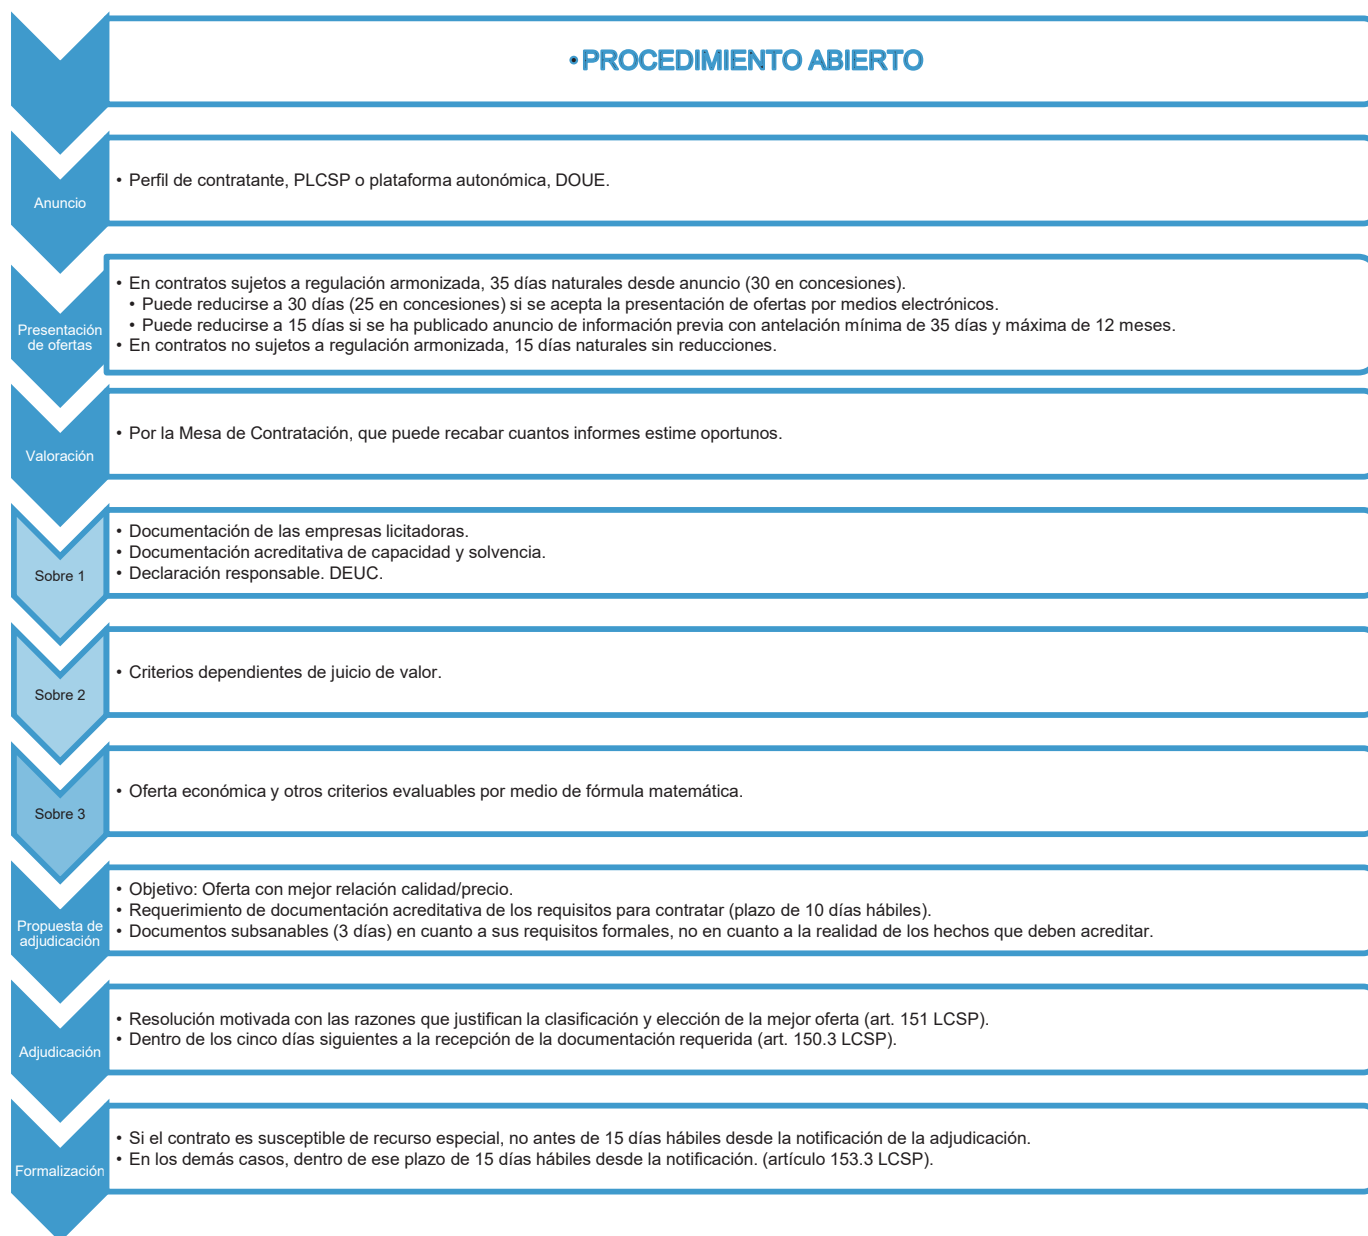 • PROCEDIMIENTO ABIERTO
Anuncio
• Perfil de contratante, PLCSP o plataforma autonómica, DOUE.
Presentación
de ofertas
• En contratos sujetos a regulación armonizada, 35 días naturales desde anuncio (30 en concesiones).
• Puede reducirse a 30 días (25 en concesiones) si se acepta la presentación de ofertas por medios electrónicos.
• Puede reducirse a 15 días si se ha publicado anuncio de información previa con antelación mínima de 35 días y máxima de 12 meses.
• En contratos no sujetos a regulación armonizada, 15 días naturales sin reducciones.
Valoración
• Por la Mesa de Contratación, que puede recabar cuantos informes estime oportunos.
Sobre 1
• Documentación de las empresas licitadoras.
• Documentación acreditativa de capacidad y solvencia.
• Declaración responsable. DEUC.
Sobre 2
• Criterios dependientes de juicio de valor.
Sobre 3
• Oferta económica y otros criterios evaluables por medio de fórmula matemática.
Propuesta de
adjudicación
• Objetivo: Oferta con mejor relación calidad/precio.
• Requerimiento de documentación acreditativa de los requisitos para contratar (plazo de 10 días hábiles).
• Documentos subsanables (3 días) en cuanto a sus requisitos formales, no en cuanto a la realidad de los hechos que deben acreditar.
Adjudicación
• Resolución motivada con las razones que justifican la clasificación y elección de la mejor oferta (art. 151 LCSP).
• Dentro de los cinco días siguientes a la recepción de la documentación requerida (art. 150.3 LCSP).
Formalización
• Si el contrato es susceptible de recurso especial, no antes de 15 días hábiles desde la notificación de la adjudicación.
• En los demás casos, dentro de ese plazo de 15 días hábiles desde la notificación. (artículo 153.3 LCSP).